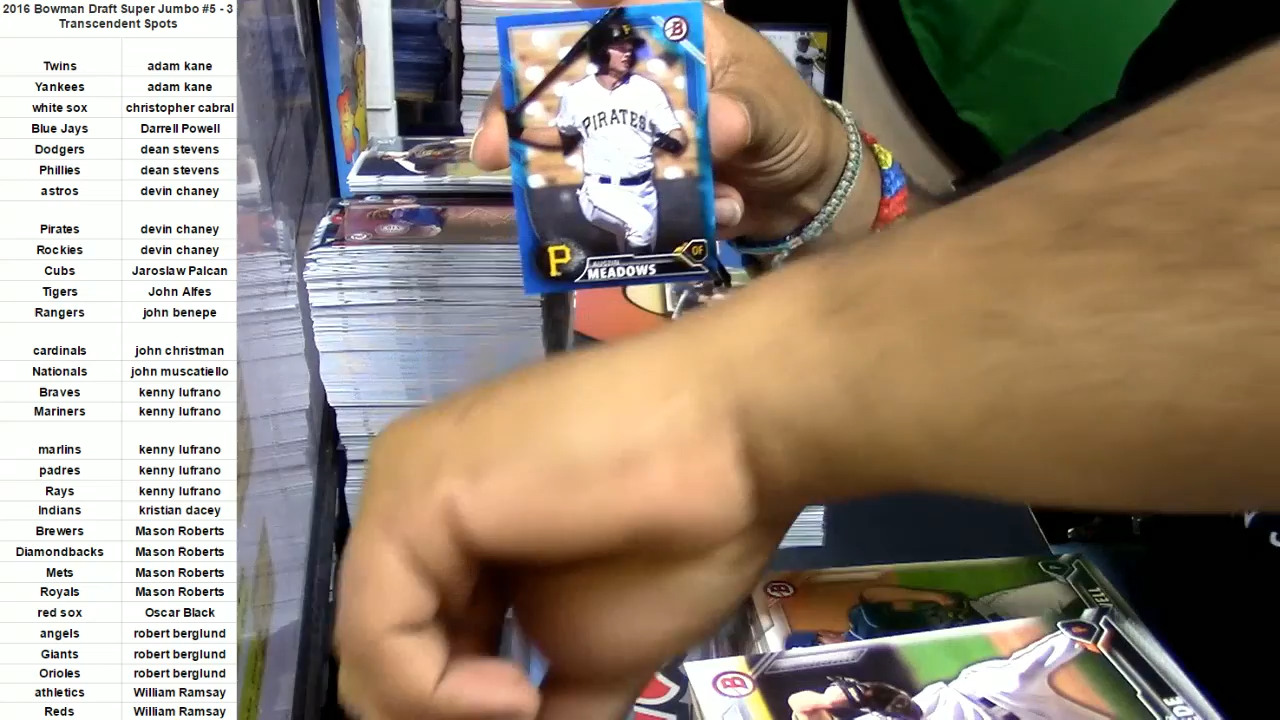 2016 Bowman Draft Super Jumbo #5 - 3
Transcendent Spots
Twins adam kane
Yankees adam kane
white sox christopher cabral
Blue Jays Darrell Powell
Dodgers dean stevens
Phillies dean stevens
astros devin chaney
Pirates devin chaney
Rockies devin chaney
Cubs Jaroslaw Palcan
Tigers John Alfes
Rangers john benepe
cardinals john christman
Nationals john muscatiello
Braves kenny lufrano
Mariners kenny lufrano
marlins kenny lufrano
padres kenny lufrano
Rays kenny lufrano
Indians kristian dacey
Brewers Mason Roberts
Diamondbacks Mason Roberts
Mets Mason Roberts
Royals Mason Roberts
red sox Oscar Black
angels robert berglund
Giants robert berglund
Orioles robert berglund
athletics William Ramsay
Reds William Ramsay
B
P
PIRATES
P
AUSTIN
MEADOWS
OF
B
B